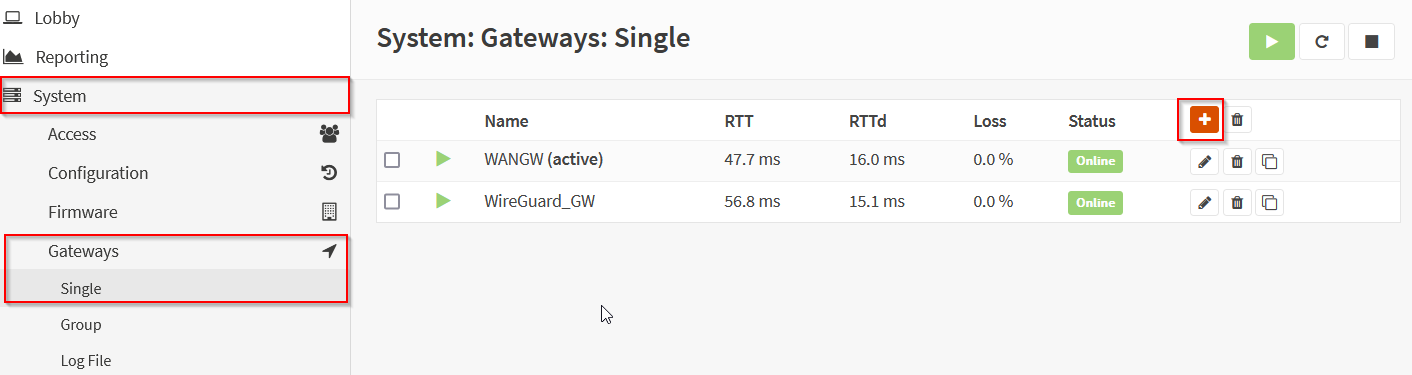 Lobby
Reporting
System
Access
Configuration
Firmware
Gateways
Single
Group
Log File
System: Gateways: Single
Name RTT RTTd Loss Status
WANGW (active) 47.7 ms 16.0 ms 0.0 % Online
WireGuard_GW 56.8 ms 15.1 ms 0.0 % Online